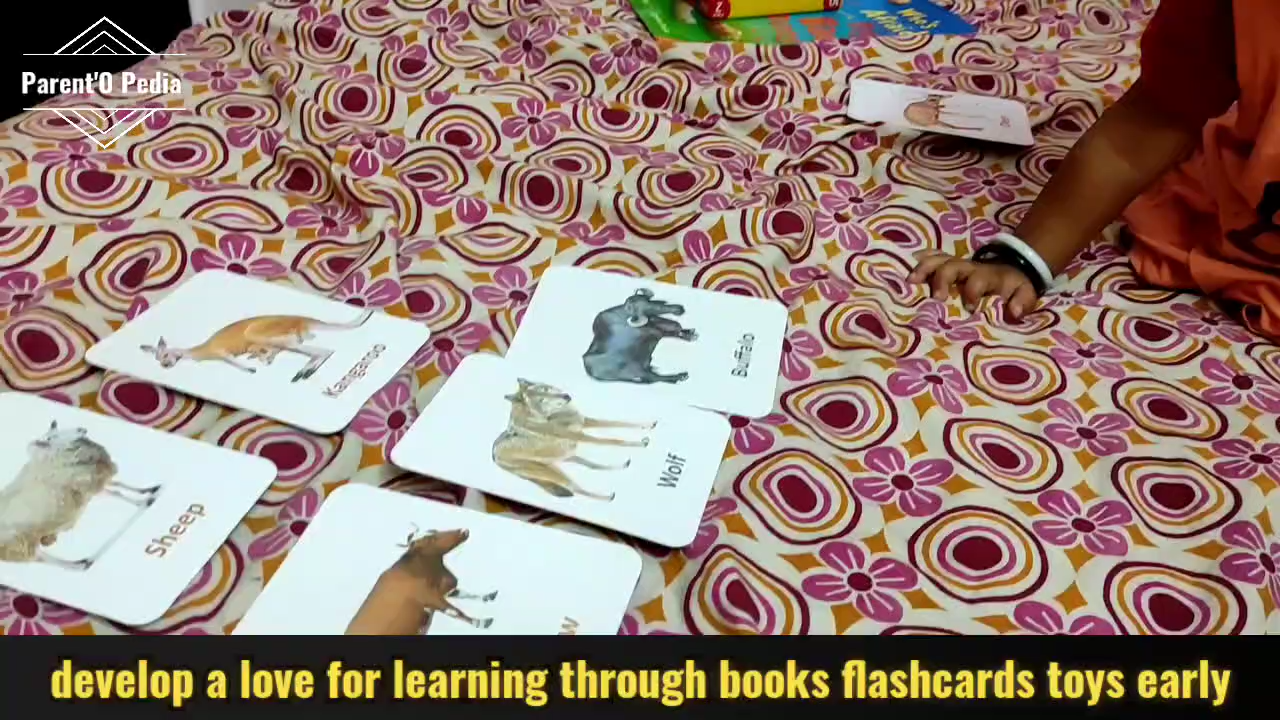 Parent'O Pedia
Kangaroo
Buffalo
Wolf
Sheep
develop a love for learning through books flashcards toys early